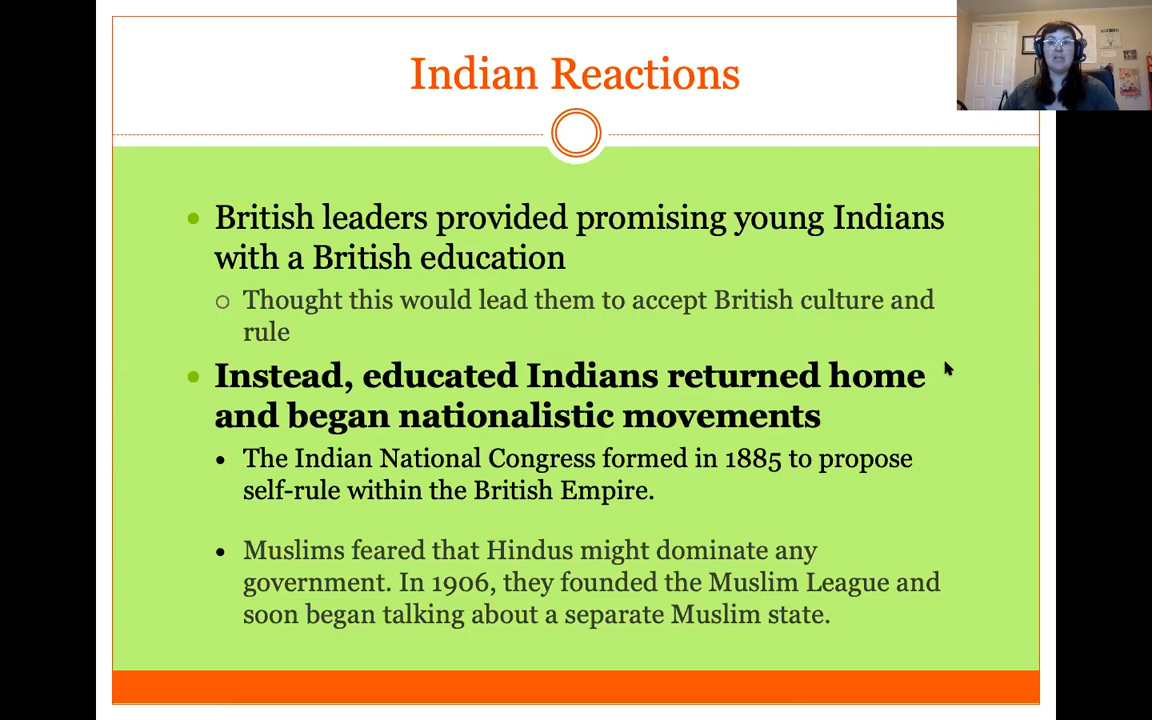 Indian Reactions
British leaders provided promising young Indians
with a British education
Thought this would lead them to accept British culture and
rule
Instead, educated Indians returned home
and began nationalistic movements
The Indian National Congress formed in 1885 to propose
self-rule within the British Empire.
Muslims feared that Hindus might dominate any
government. In 1906, they founded the Muslim League and
soon began talking about a separate Muslim state.